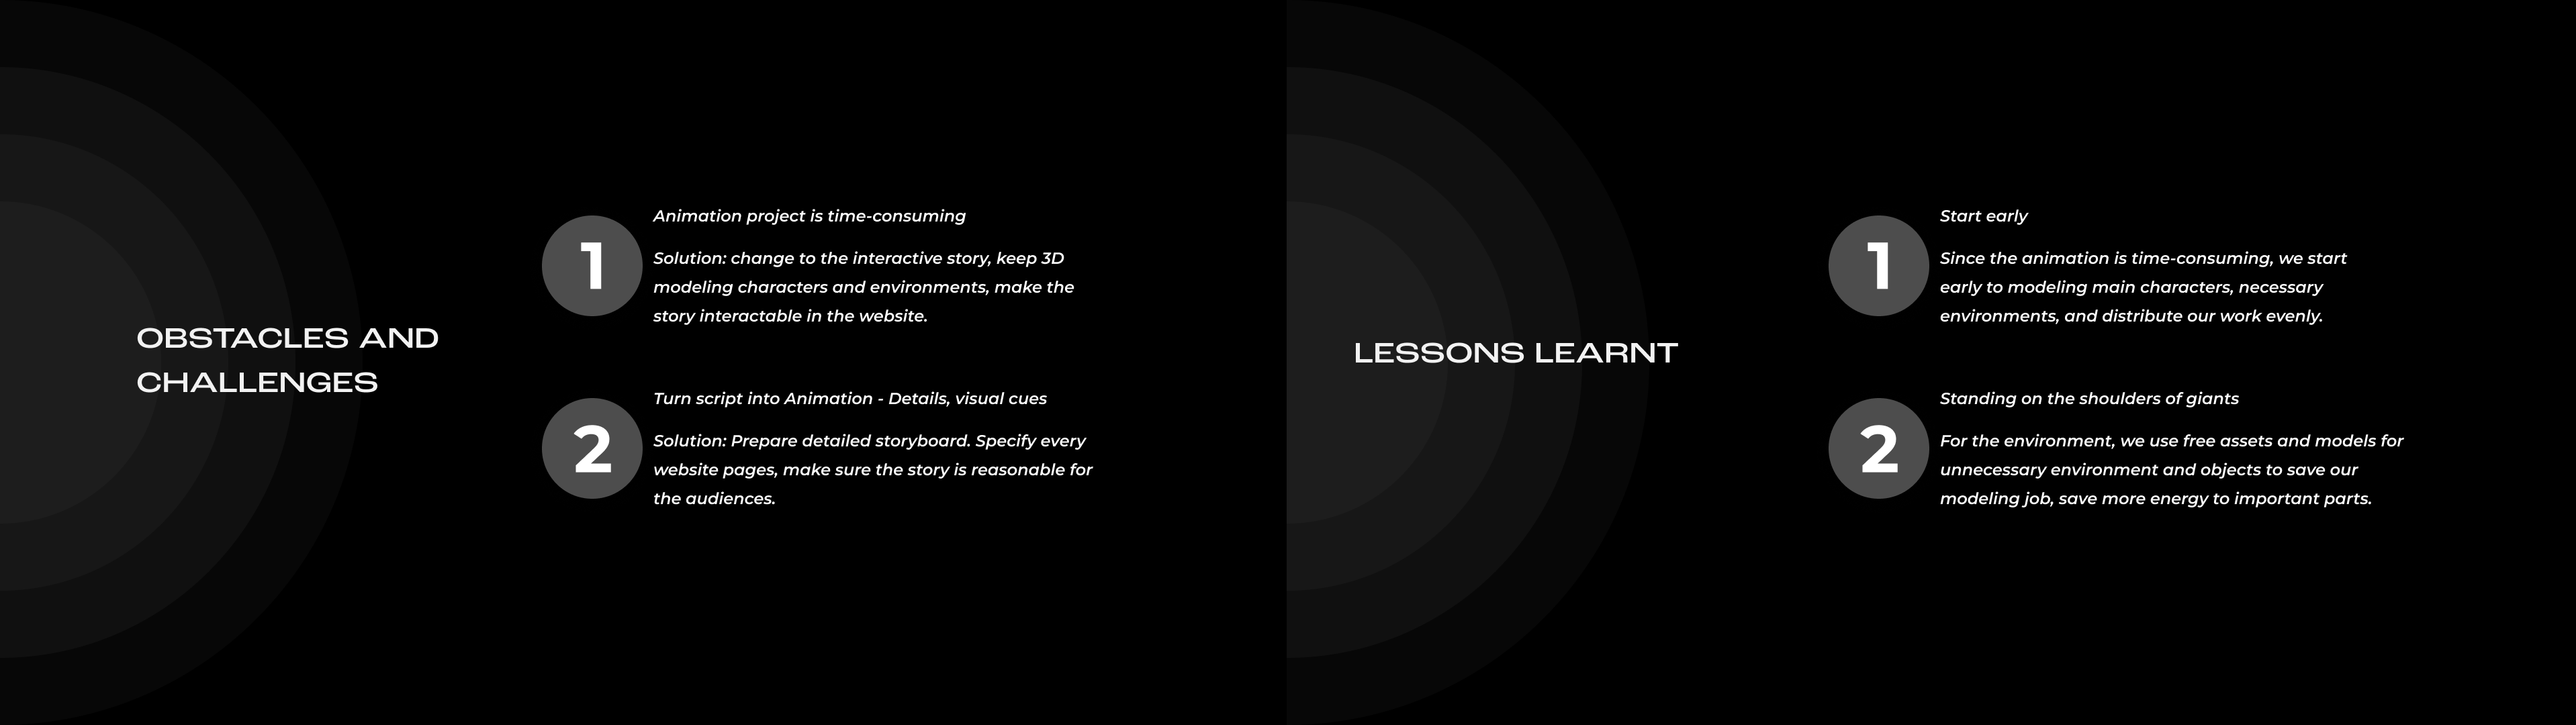 OBSTACLES AND
CHALLENGES
1
Animation project is time-consuming
Solution: change to the interactive story, keep 3D
modeling characters and environments, make the
story interactable in the website.
2
Turn script into Animation - Details, visual cues
Solution: Prepare detailed storyboard. Specify every
website pages, make sure the story is reasonable for
the audiences.
LESSONS LEARNT
1
Start early
Since the animation is time-consuming, we start
early to modeling main characters, necessary
environments, and distribute our work evenly.
2
Standing on the shoulders of giants
For the environment, we use free assets and models for
unnecessary environment and objects to save our
modeling job, save more energy to important parts.